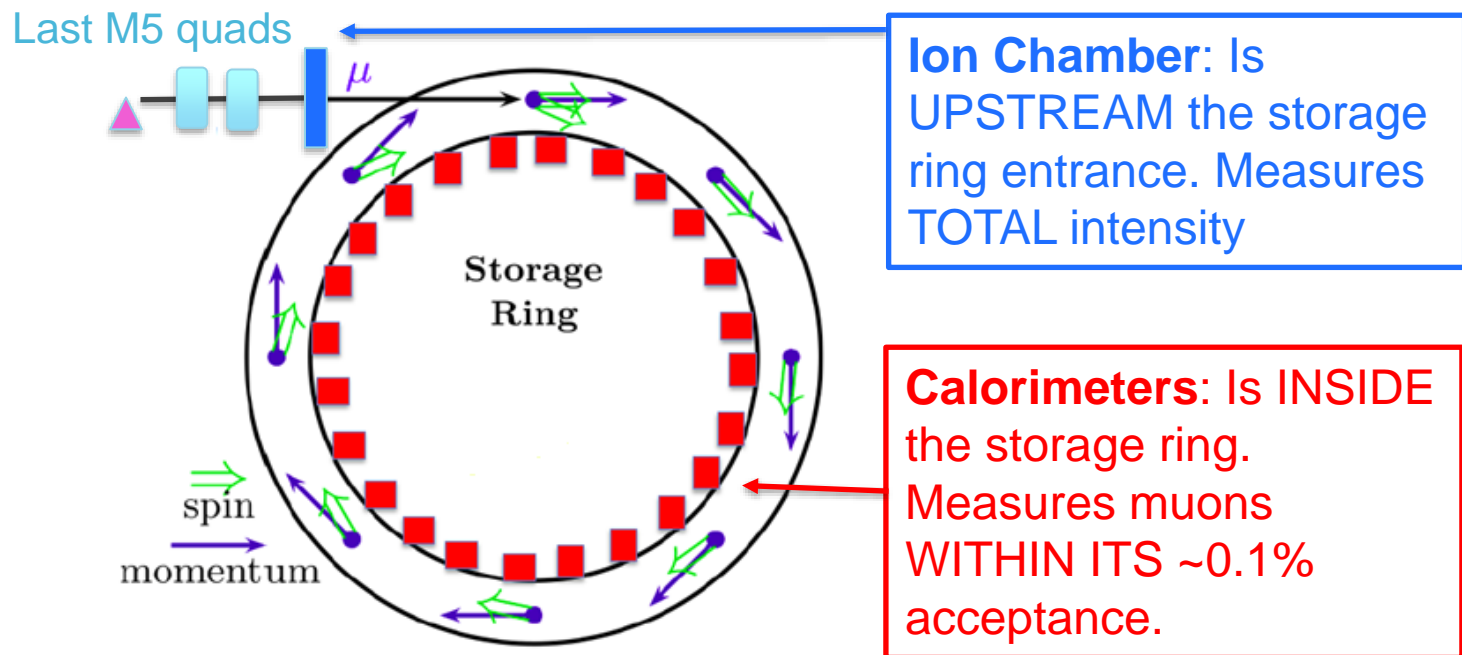 Last M5 quads
μ
Ion Chamber: Is
UPSTREAM the storage
ring entrance. Measures
TOTAL intensity
Storage
Ring
Calorimeters: Is INSIDE
the storage ring.
Measures muons
WITHIN ITS ~0.1%
acceptance.
spin
momentum